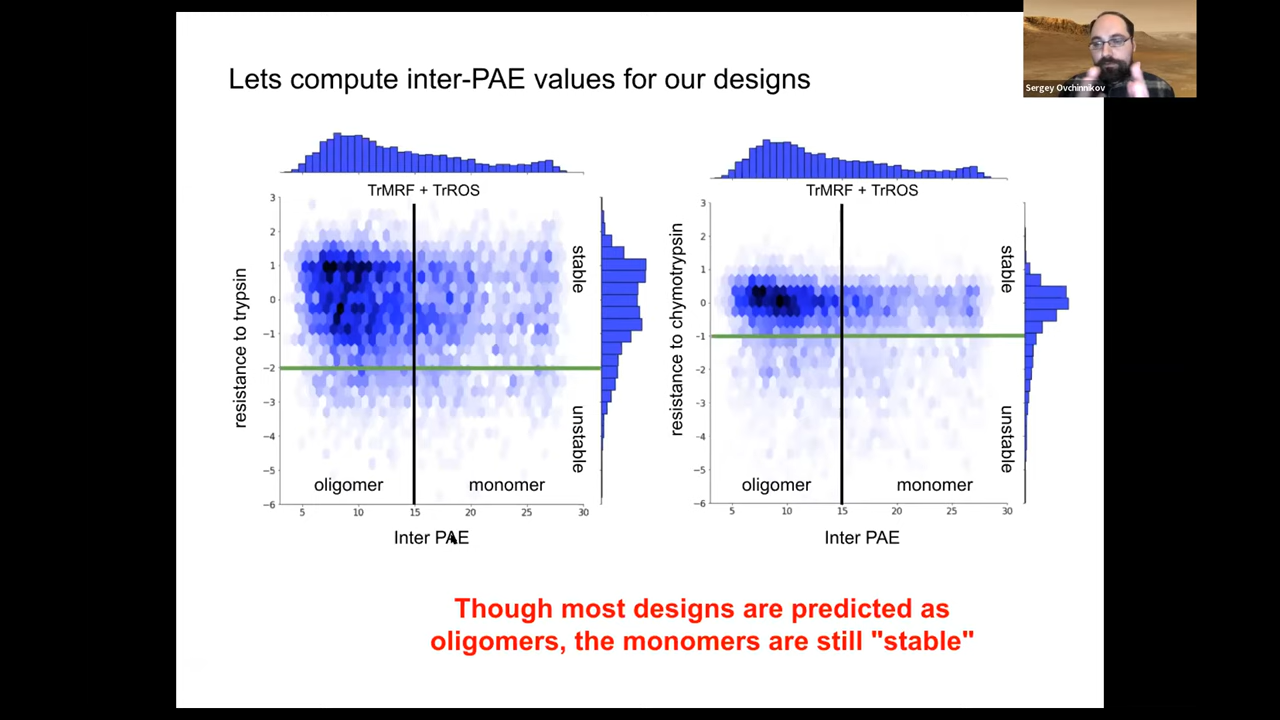 Lets compute inter-PAE values for our designs
Sergey Ovchinnikov
TrMRF + TrROS
resistance to trypsin
3
2
1
0
−1
−2
−3
−4
−5
−6
stable
unstable
oligomer
monomer
5
10
15
20
25
30
Inter PAE
TrMRF + TrROS
resistance to chymotrypsin
3
2
1
0
−1
−2
−3
−4
−5
−6
stable
unstable
oligomer
monomer
5
10
15
20
25
30
Inter PAE
Though most designs are predicted as
oligomers, the monomers are still "stable"